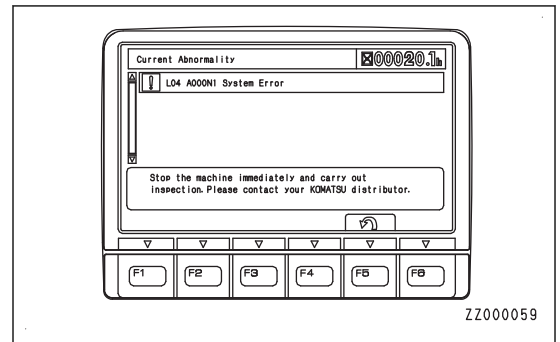 Current Abnormality 00020.1h
L04 A000N1 System Error
Stop the machine immediately and carry out
inspection. Please contact your KOMATSU distributor.
F1 F2 F3 F4 F5 F6
ZZ000059